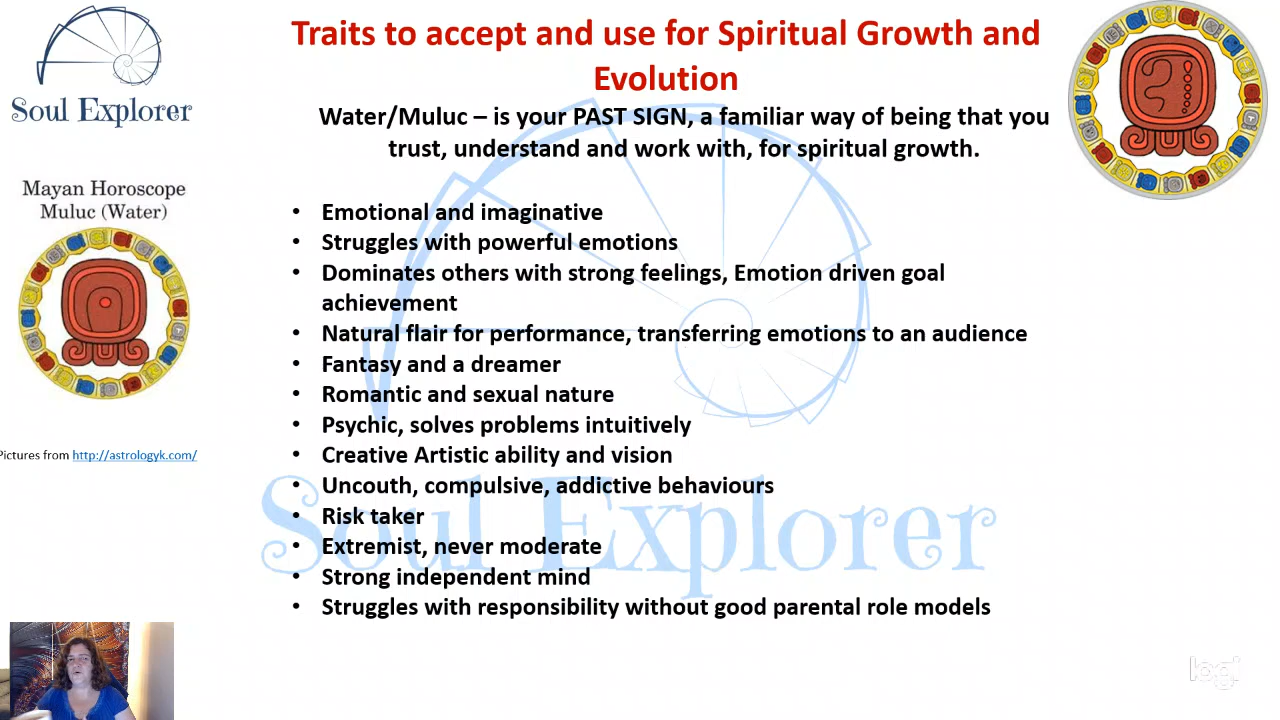 Traits to accept and use for Spiritual Growth and
Evolution
Water/Muluc – is your PAST SIGN, a familiar way of being that you
trust, understand and work with, for spiritual growth.
Soul Explorer
Mayan Horoscope
Muluc (Water)
Pictures from http://astrologyk.com/
• Emotional and imaginative
• Struggles with powerful emotions
• Dominates others with strong feelings, Emotion driven goal
achievement
• Natural flair for performance, transferring emotions to an audience
• Fantasy and a dreamer
• Romantic and sexual nature
• Psychic, solves problems intuitively
• Creative Artistic ability and vision
• Uncouth, compulsive, addictive behaviours
• Risk taker
• Extremist, never moderate
• Strong independent mind
• Struggles with responsibility without good parental role models
Soul Explorer
logi